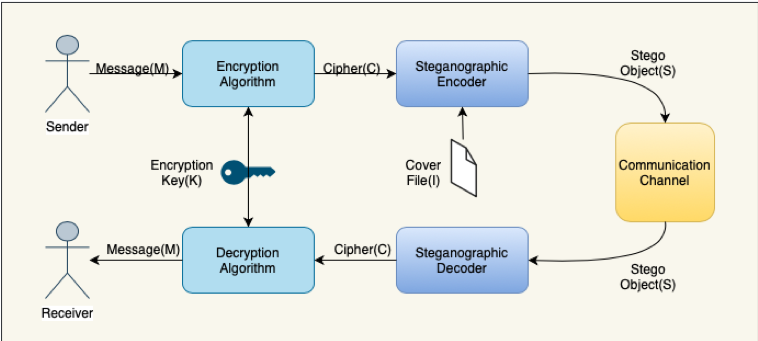 Message(M)
Encryption
Algorithm
Cipher(C)
Steganographic
Encoder
Stego
Object(S)
Sender
Encryption
Key(K)
Cover
File(I)
Communication
Channel
Message(M)
Decryption
Algorithm
Cipher(C)
Steganographic
Decoder
Stego
Object(S)
Receiver